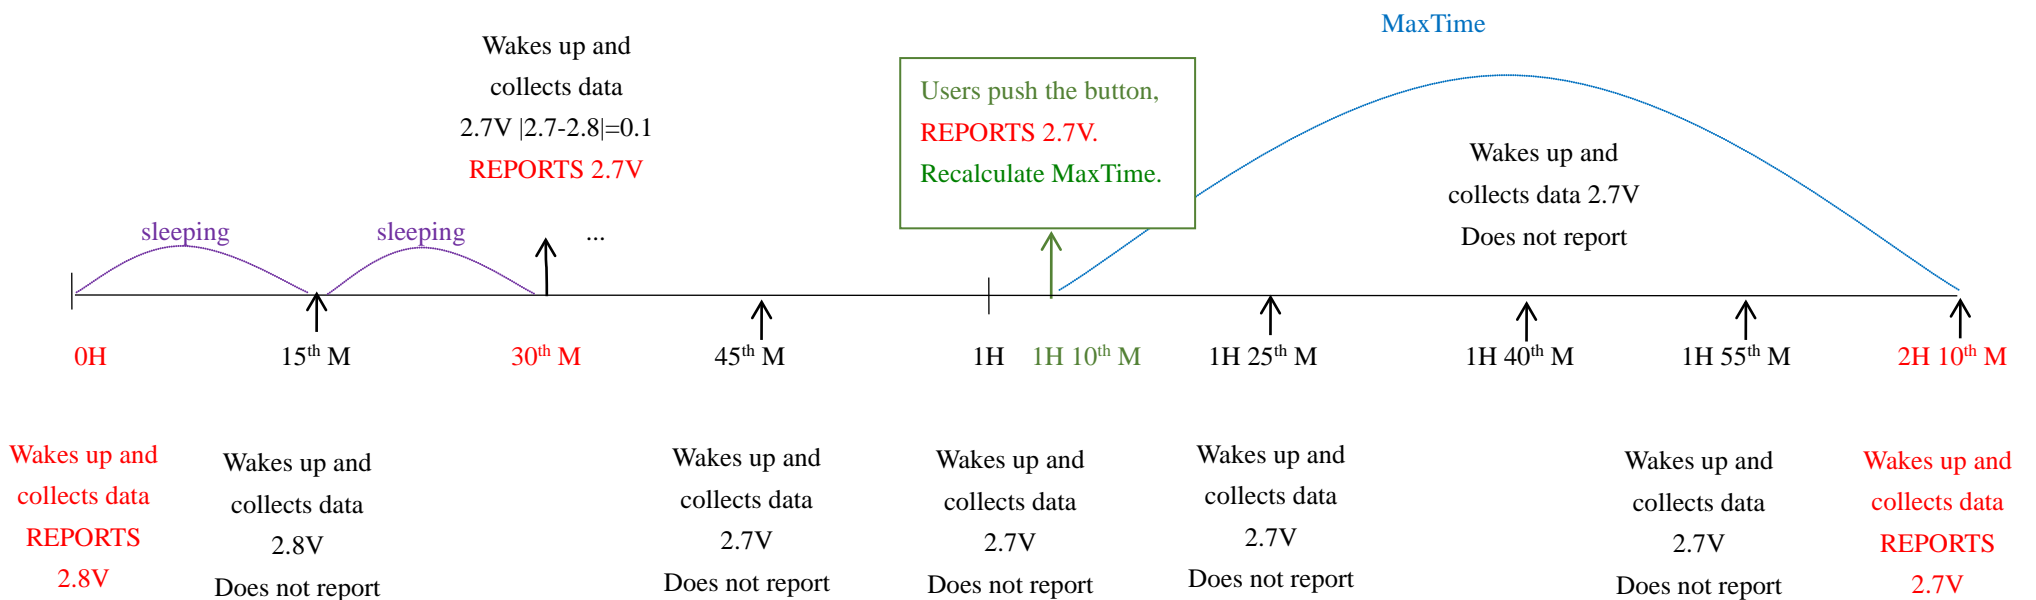 MaxTime
Wakes up and
collects data
2.7V |2.7-2.8|=0.1
REPORTS 2.7V
Users push the button,
REPORTS 2.7V.
Recalculate MaxTime.
Wakes up and
collects data 2.7V
Does not report
sleeping
sleeping
...
0H
15th M
30th M
45th M
1H
1H 10th M
1H 25th M
1H 40th M
1H 55th M
2H 10th M
Wakes up and
collects data
REPORTS
2.8V
Wakes up and
collects data
2.8V
Does not report
Wakes up and
collects data
2.7V
Does not report
Wakes up and
collects data
2.7V
Does not report
Wakes up and
collects data
2.7V
Does not report
Wakes up and
collects data
2.7V
Does not report
Wakes up and
collects data
REPORTS
2.7V